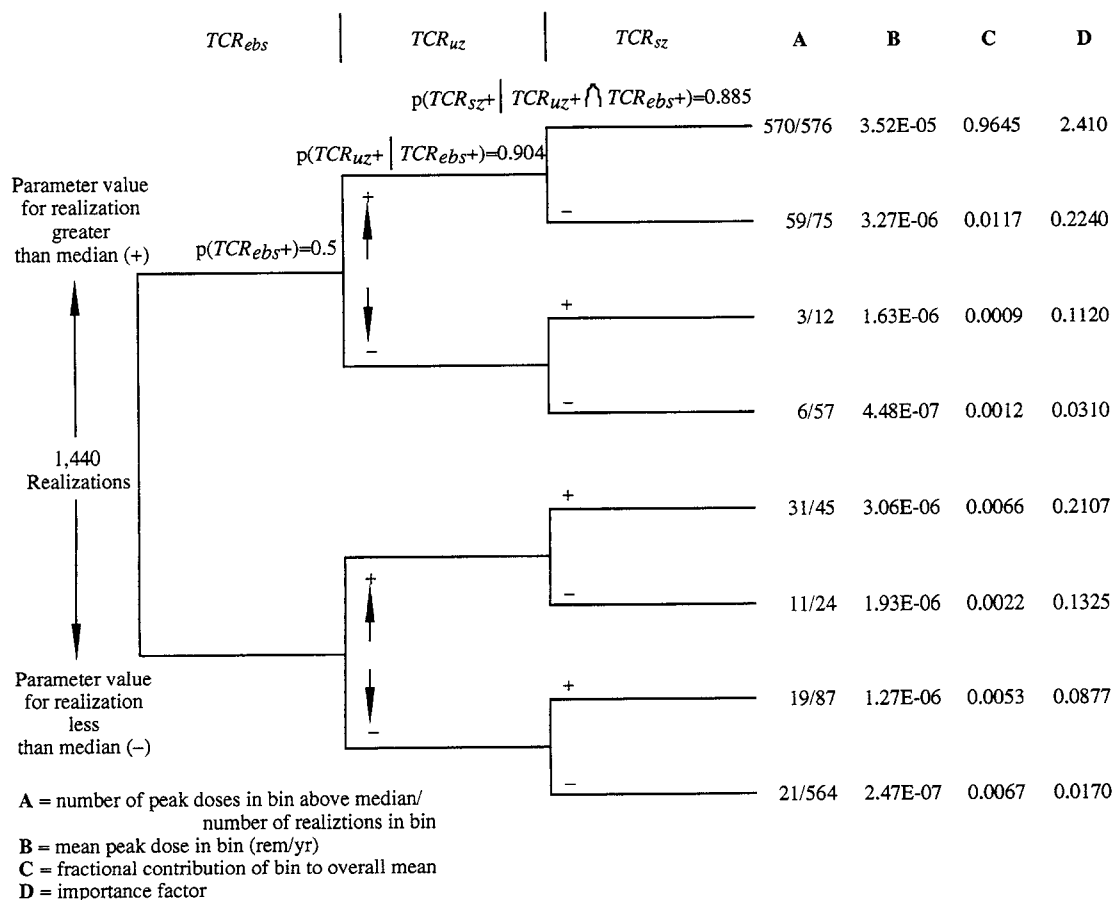 TCRebs TCRuz TCRsz A B C D
p(TCRsz+ | TCRuz+ ⋂ TCRebs+)=0.885
570/576 3.52E-05 0.9645 2.410
p(TCRuz+ | TCRebs+)=0.904
Parameter value
for realization
greater
than median (+)
+
− 59/75 3.27E-06 0.0117 0.2240
p(TCRebs+)=0.5
+ 3/12 1.63E-06 0.0009 0.1120
−
− 6/57 4.48E-07 0.0012 0.0310
1,440
Realizations
+ 31/45 3.06E-06 0.0066 0.2107
+
− 11/24 1.93E-06 0.0022 0.1325
Parameter value
for realization
less
than median (−)
+ 19/87 1.27E-06 0.0053 0.0877
−
− 21/564 2.47E-07 0.0067 0.0170
A = number of peak doses in bin above median/
number of realiztions in bin
B = mean peak dose in bin (rem/yr)
C = fractional contribution of bin to overall mean
D = importance factor